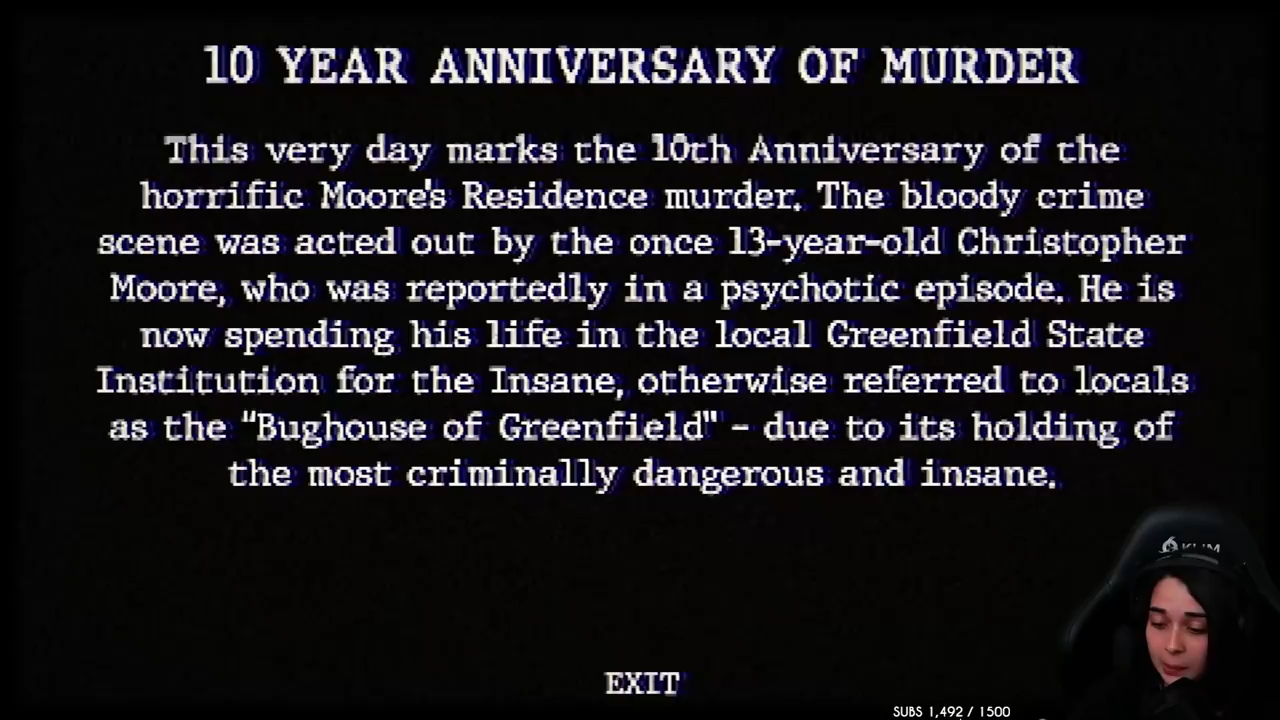 10 YEAR ANNIVERSARY OF MURDER
This very day marks the 10th Anniversary of the
horrific Moore's Residence murder. The bloody crime
scene was acted out by the once 13-year-old Christopher
Moore, who was reportedly in a psychotic episode. He is
now spending his life in the local Greenfield State
Institution for the Insane, otherwise referred to locals
as the "Bughouse of Greenfield" - due to its holding of
the most criminally dangerous and insane.
KLIM
EXIT
SUBS 1,492 / 1500